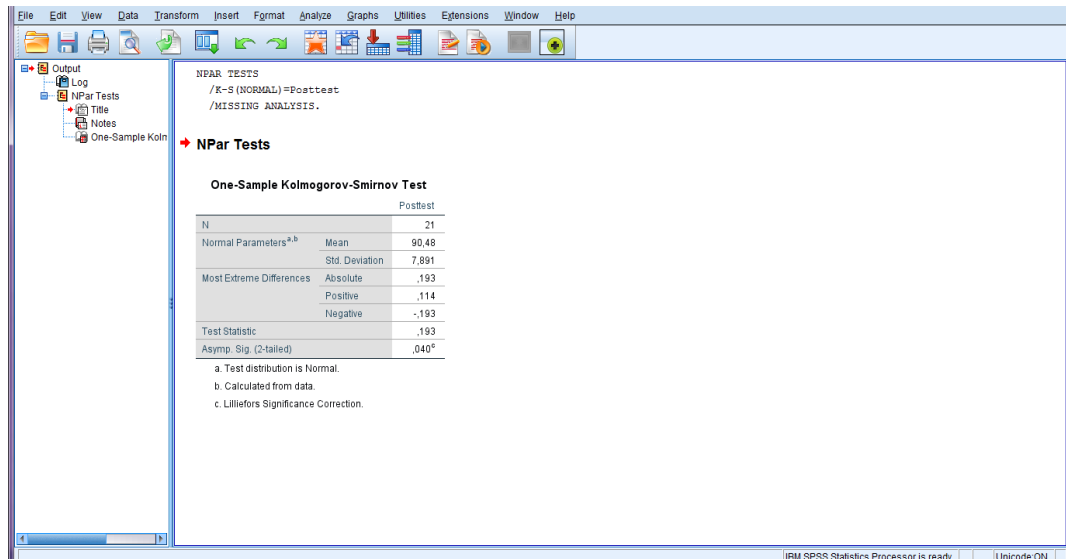 File Edit View Data Transform Insert Format Analyze Graphs Utilities Extensions Window Help
Output
Log
NPar Tests
Title
Notes
One-Sample Kolm
NPAR TESTS
/K-S(NORMAL)=Posttest
/MISSING ANALYSIS.
NPar Tests
One-Sample Kolmogorov-Smirnov Test
Posttest
N 21
Normal Parameters a,b Mean 90,48
Std. Deviation 7,891
Most Extreme Differences Absolute ,193
Positive ,114
Negative -,193
Test Statistic ,193
Asymp. Sig. (2-tailed) ,040 c
a. Test distribution is Normal.
b. Calculated from data.
c. Lilliefors Significance Correction.
IBM SPSS Statistics Processor is ready Unicode:ON